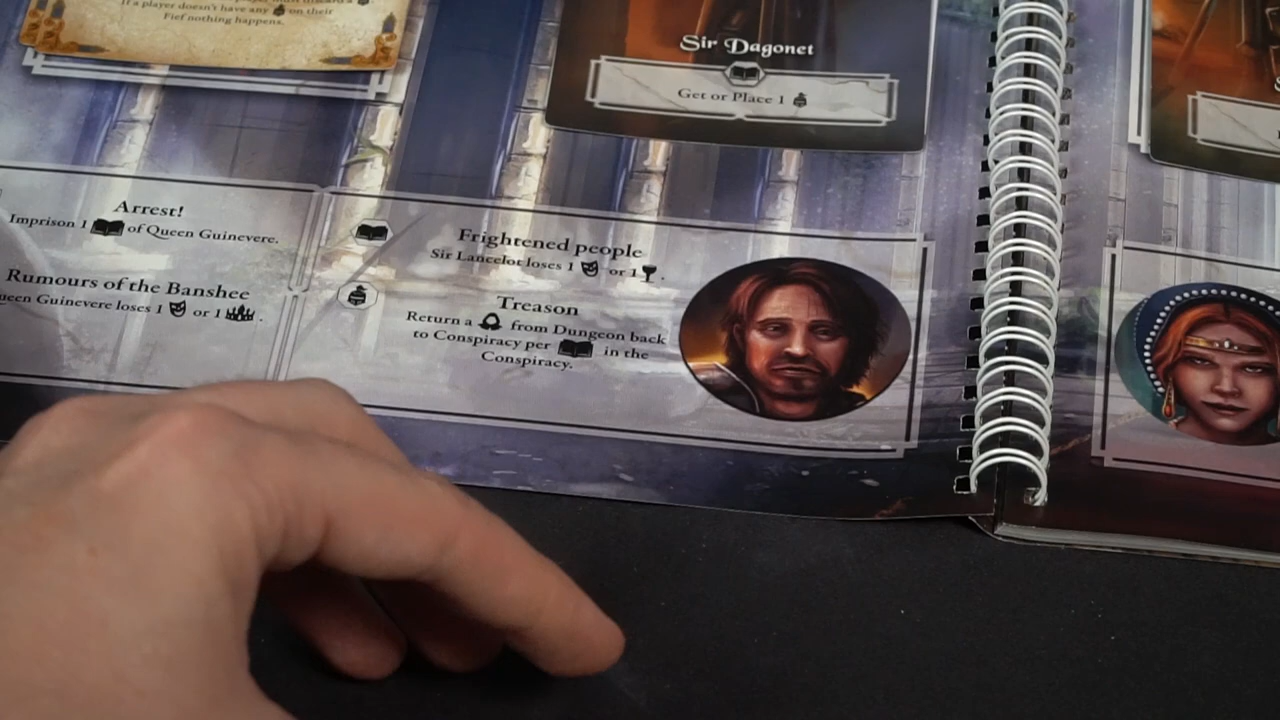 If a player doesn't have any on their
Fief nothing happens.
Sir Dagonet
Get or Place 1
Arrest!
Imprison 1 of Queen Guinevere.
Rumours of the Banshee
ueen Guinevere loses 1 or 1 .
Frightened people
Sir Lancelot loses 1 or 1 .
Treason
Return a from Dungeon back
to Conspiracy per in the
Conspiracy.